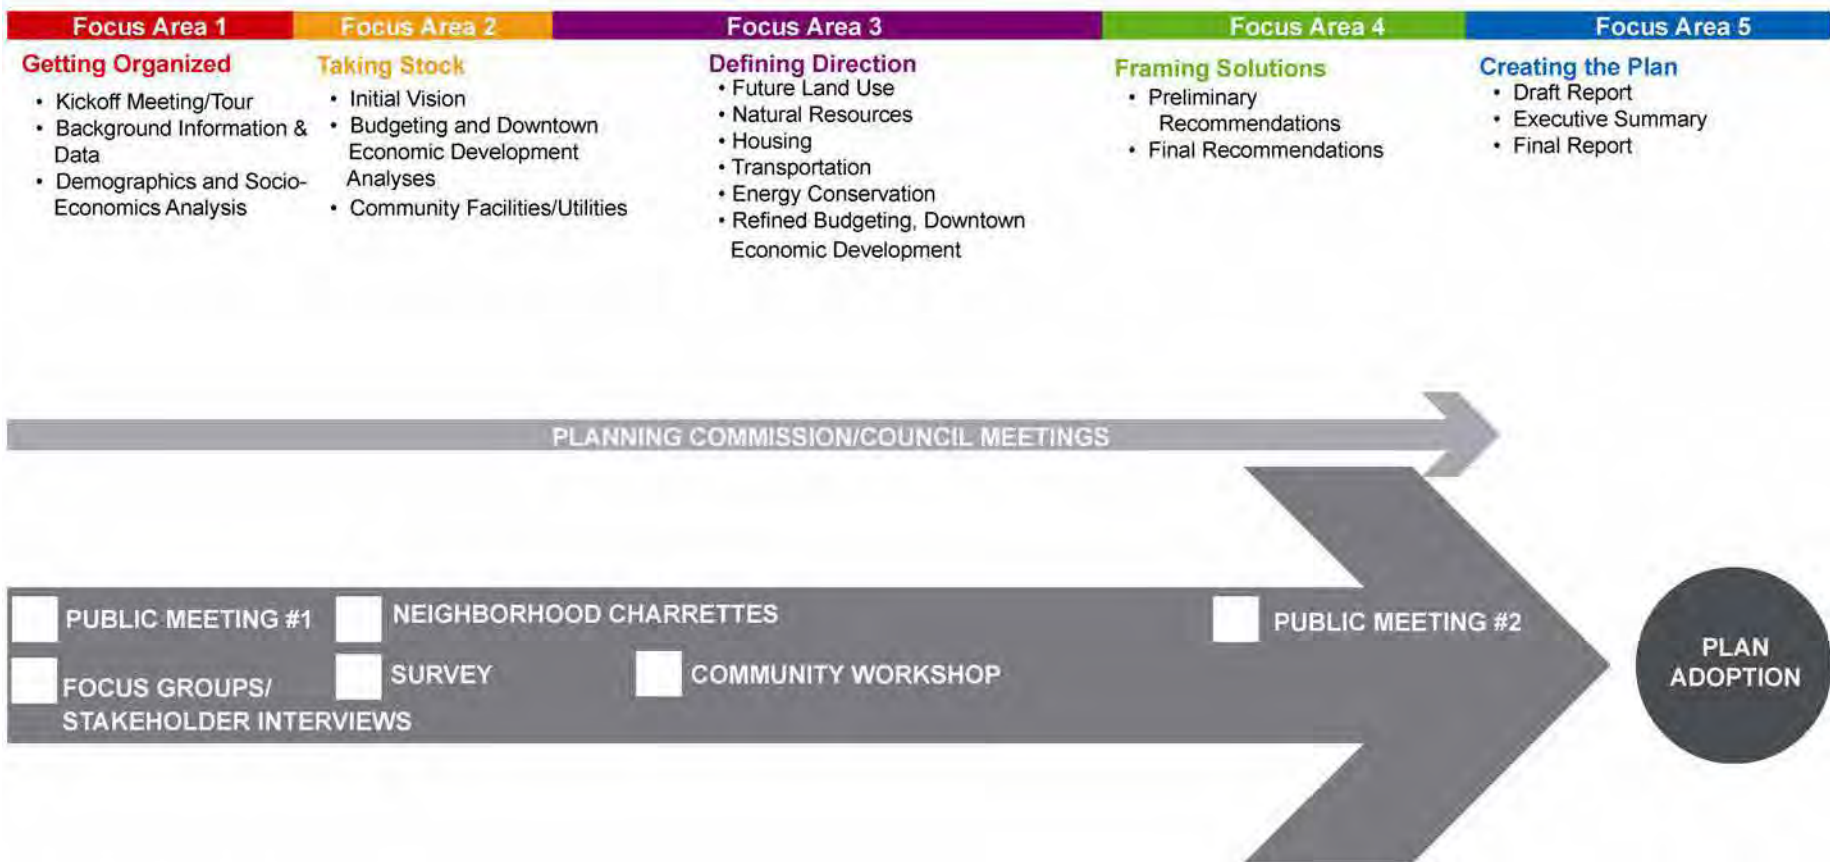 Focus Area 1
Focus Area 2
Focus Area 3
Focus Area 4
Focus Area 5
Getting Organized
• Kickoff Meeting/Tour
• Background Information &
Data
• Demographics and Socio-
Economics Analysis
Taking Stock
• Initial Vision
• Budgeting and Downtown
Economic Development
Analyses
• Community Facilities/Utilities
Defining Direction
• Future Land Use
• Natural Resources
• Housing
• Transportation
• Energy Conservation
• Refined Budgeting, Downtown
Economic Development
Framing Solutions
• Preliminary
Recommendations
• Final Recommendations
Creating the Plan
• Draft Report
• Executive Summary
• Final Report
PLANNING COMMISSION/COUNCIL MEETINGS
PUBLIC MEETING #1
NEIGHBORHOOD CHARRETTES
PUBLIC MEETING #2
FOCUS GROUPS/
STAKEHOLDER INTERVIEWS
SURVEY
COMMUNITY WORKSHOP
PLAN
ADOPTION